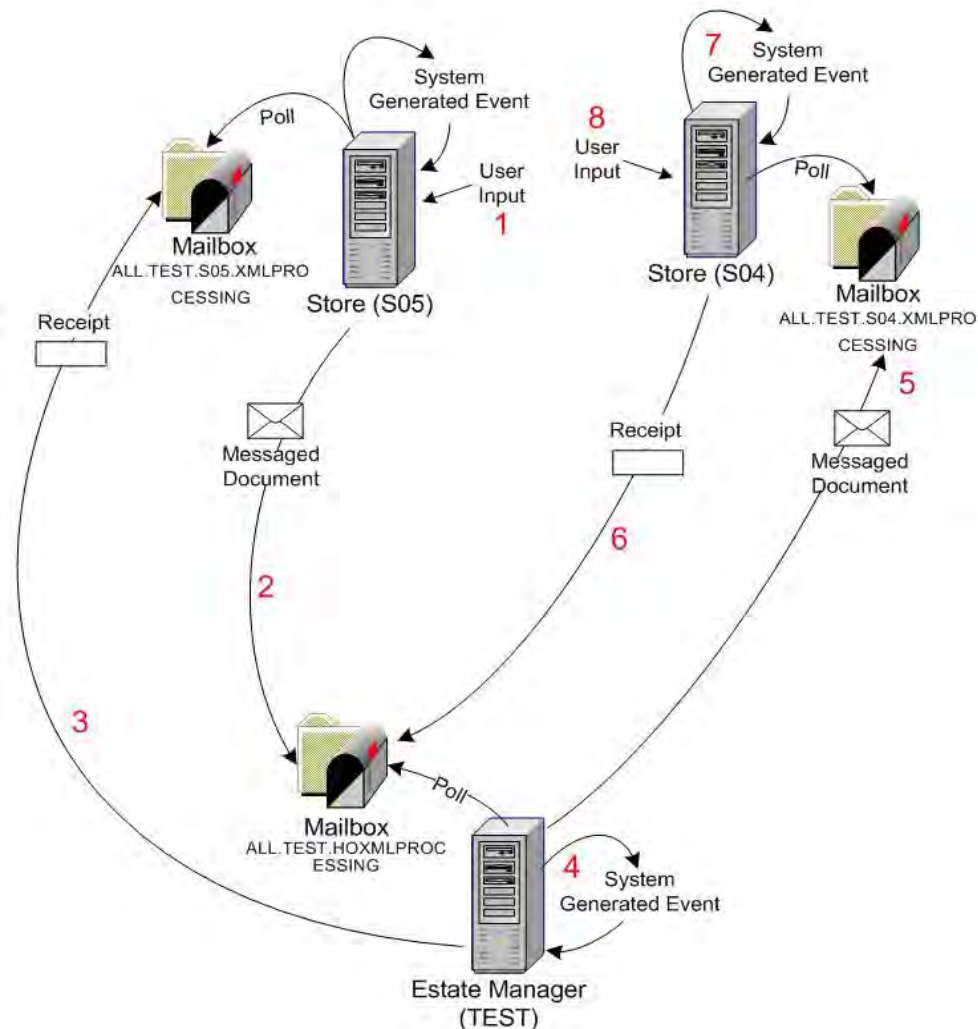 7
System
Generated Event
System
Generated Event
Poll
8
User
Input
Poll
User
Input
1
Mailbox
ALL.TEST.S05.XMLPRO
CESSING
Store (S05)
Store (S04)
Mailbox
ALL.TEST.S04.XMLPRO
CESSING
Receipt
5
Messaged
Document
Receipt
Messaged
Document
6
2
3
Poll
Mailbox
ALL.TEST.HOXMLPROC
ESSING
4
System
Generated Event
Estate Manager
(TEST)